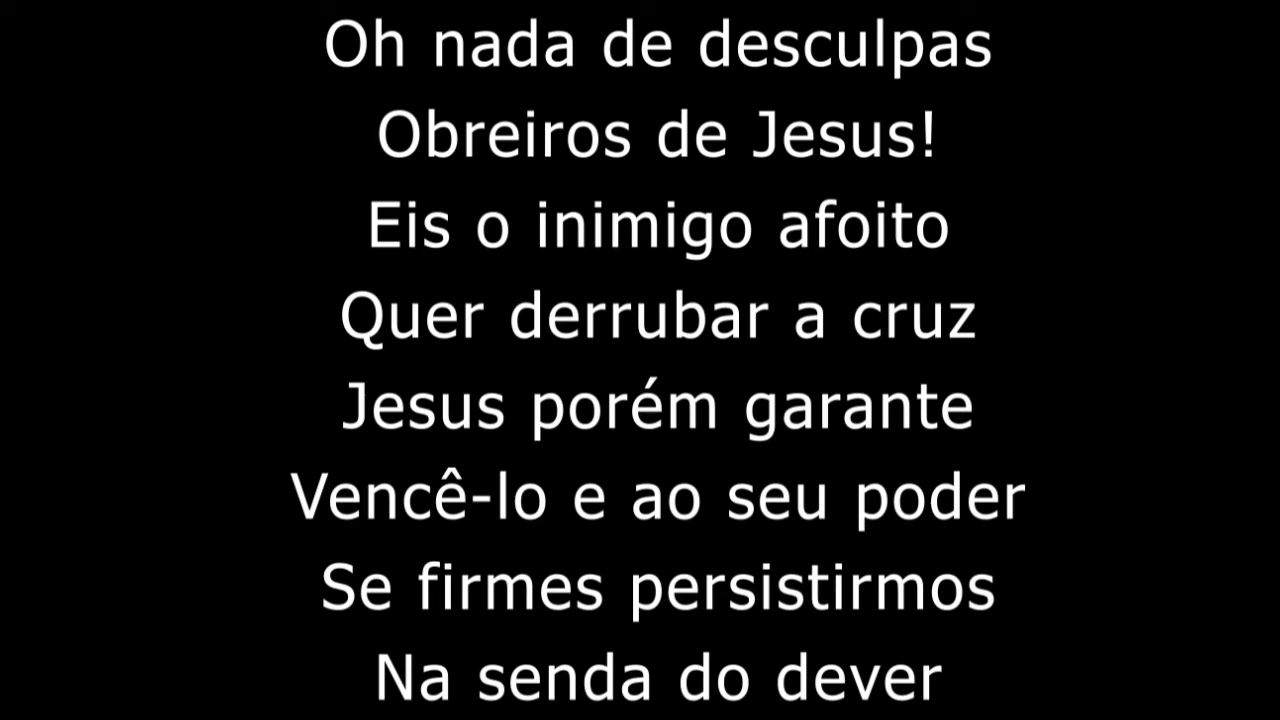 Oh nada de desculpas
Obreiros de Jesus!
Eis o inimigo afoito
Quer derrubar a cruz
Jesus porém garante
Vencê-lo e ao seu poder
Se firmes persistirmos
Na senda do dever